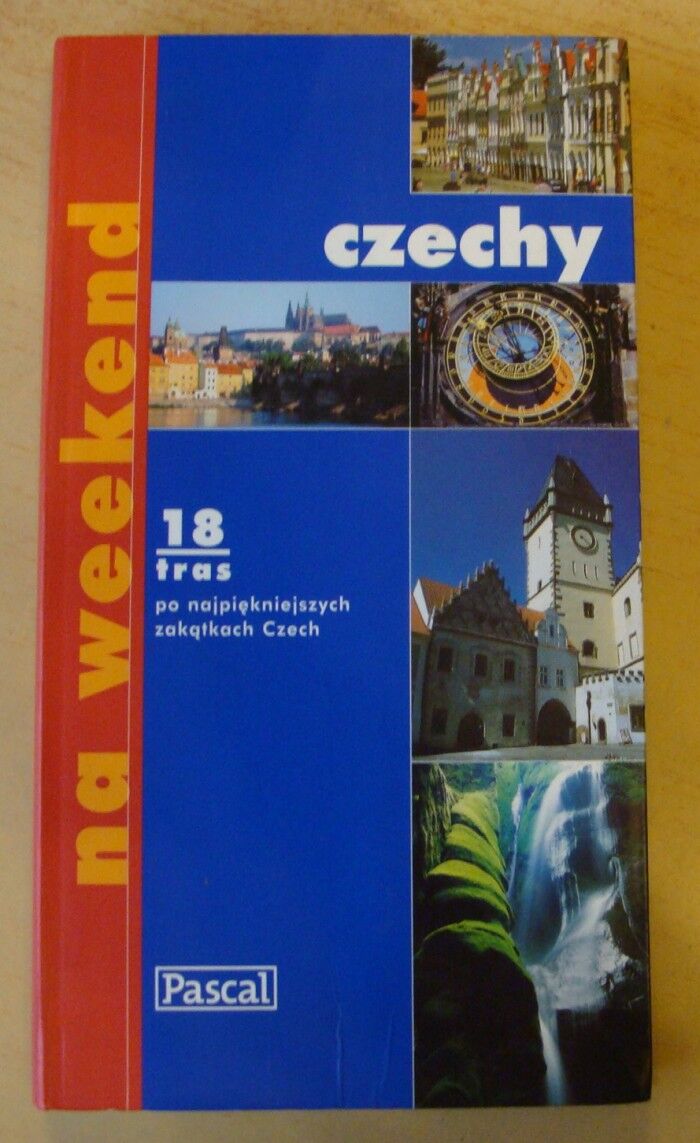 na weekend
czechy
18
tras
po najpiękniejszych
zakątkach Czech
Pascal